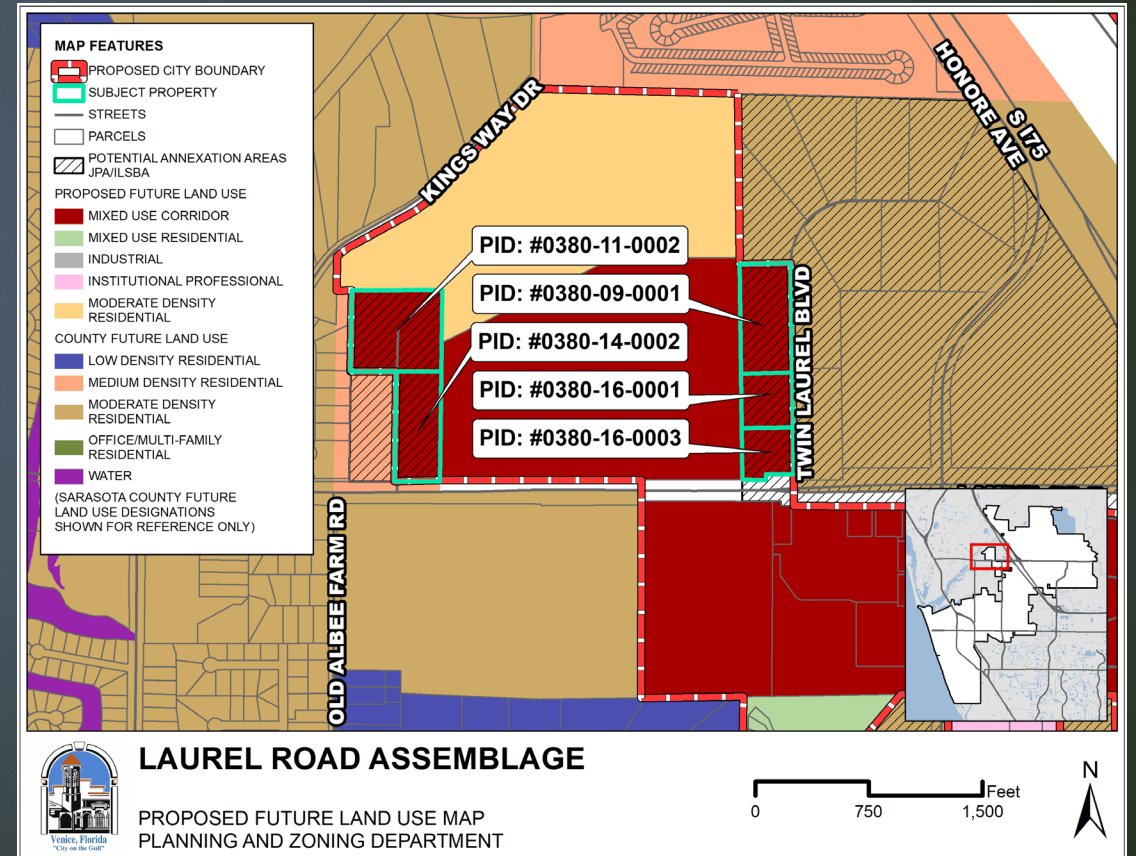 MAP FEATURES
PROPOSED CITY BOUNDARY
SUBJECT PROPERTY
STREETS
PARCELS
POTENTIAL ANNEXATION AREAS
JPA/ILSBA
PROPOSED FUTURE LAND USE
MIXED USE CORRIDOR
MIXED USE RESIDENTIAL
INDUSTRIAL
INSTITUTIONAL PROFESSIONAL
MODERATE DENSITY
RESIDENTIAL
COUNTY FUTURE LAND USE
LOW DENSITY RESIDENTIAL
MEDIUM DENSITY RESIDENTIAL
MODERATE DENSITY
RESIDENTIAL
OFFICE/MULTI-FAMILY
RESIDENTIAL
WATER
(SARASOTA COUNTY FUTURE
LAND USE DESIGNATIONS
SHOWN FOR REFERENCE ONLY)
KINGS WAY DR
HONORE AVE
S I75
PID: #0380-11-0002
PID: #0380-09-0001
PID: #0380-14-0002
PID: #0380-16-0001
PID: #0380-16-0003
TWIN LAUREL BLVD
OLD ALBEE FARM RD
LAUREL ROAD ASSEMBLAGE
PROPOSED FUTURE LAND USE MAP
PLANNING AND ZONING DEPARTMENT
Venice, Florida
"City on the Gulf"
Feet
0 750 1,500
N